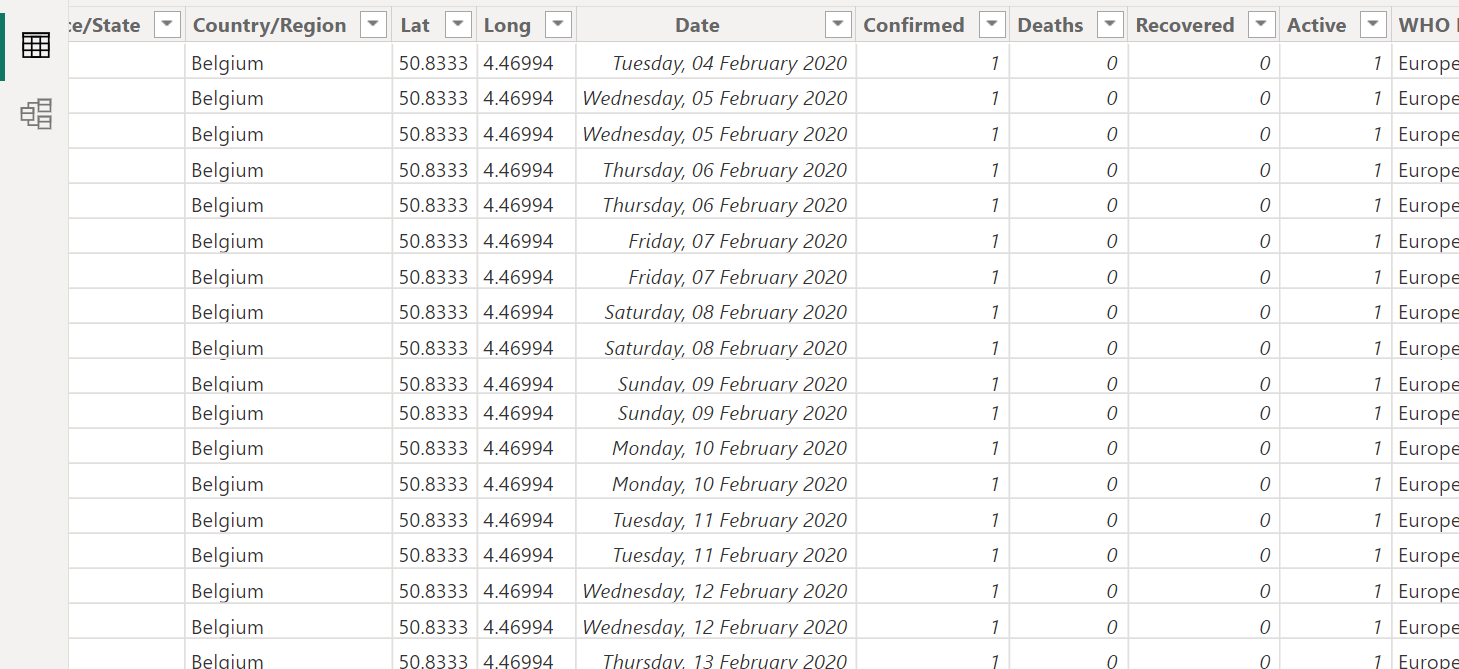 ce/State Country/Region Lat Long Date Confirmed Deaths Recovered Active WHO
Belgium 50.8333 4.46994 Tuesday, 04 February 2020 1 0 0 1 Europe
Belgium 50.8333 4.46994 Wednesday, 05 February 2020 1 0 0 1 Europe
Belgium 50.8333 4.46994 Wednesday, 05 February 2020 1 0 0 1 Europe
Belgium 50.8333 4.46994 Thursday, 06 February 2020 1 0 0 1 Europe
Belgium 50.8333 4.46994 Thursday, 06 February 2020 1 0 0 1 Europe
Belgium 50.8333 4.46994 Friday, 07 February 2020 1 0 0 1 Europe
Belgium 50.8333 4.46994 Friday, 07 February 2020 1 0 0 1 Europe
Belgium 50.8333 4.46994 Saturday, 08 February 2020 1 0 0 1 Europe
Belgium 50.8333 4.46994 Saturday, 08 February 2020 1 0 0 1 Europe
Belgium 50.8333 4.46994 Sunday, 09 February 2020 1 0 0 1 Europe
Belgium 50.8333 4.46994 Sunday, 09 February 2020 1 0 0 1 Europe
Belgium 50.8333 4.46994 Monday, 10 February 2020 1 0 0 1 Europe
Belgium 50.8333 4.46994 Monday, 10 February 2020 1 0 0 1 Europe
Belgium 50.8333 4.46994 Tuesday, 11 February 2020 1 0 0 1 Europe
Belgium 50.8333 4.46994 Tuesday, 11 February 2020 1 0 0 1 Europe
Belgium 50.8333 4.46994 Wednesday, 12 February 2020 1 0 0 1 Europe
Belgium 50.8333 4.46994 Wednesday, 12 February 2020 1 0 0 1 Europe
Belgium 50.8333 4.46994 Thursday, 13 February 2020 1 0 0 1 Europe